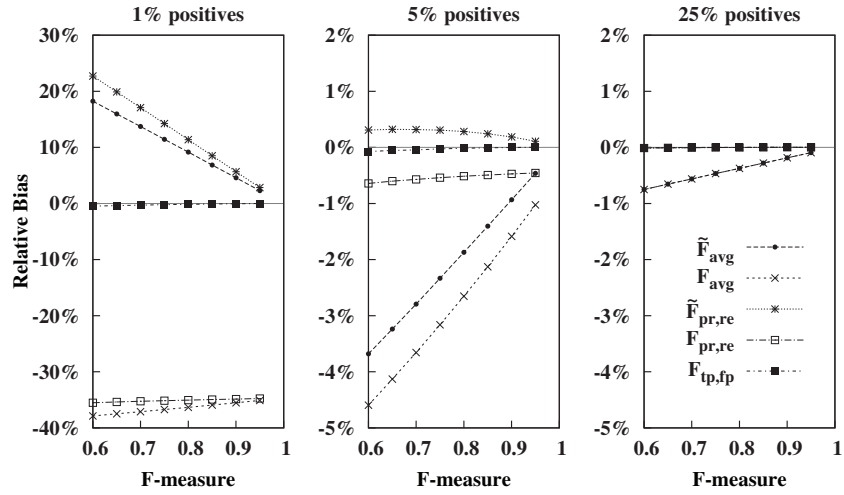 1% positives
5% positives
25% positives
Relative Bias
30%
20%
10%
0%
-10%
-20%
-30%
-40%
0.6 0.7 0.8 0.9 1
F-measure
2%
1%
0%
-1%
-2%
-3%
-4%
-5%
0.6 0.7 0.8 0.9 1
F-measure
2%
1%
0%
-1%
-2%
-3%
-4%
-5%
0.6 0.7 0.8 0.9 1
F-measure
F̃avg
Favg
F̃pr,re
Fpr,re
Ftp,fp